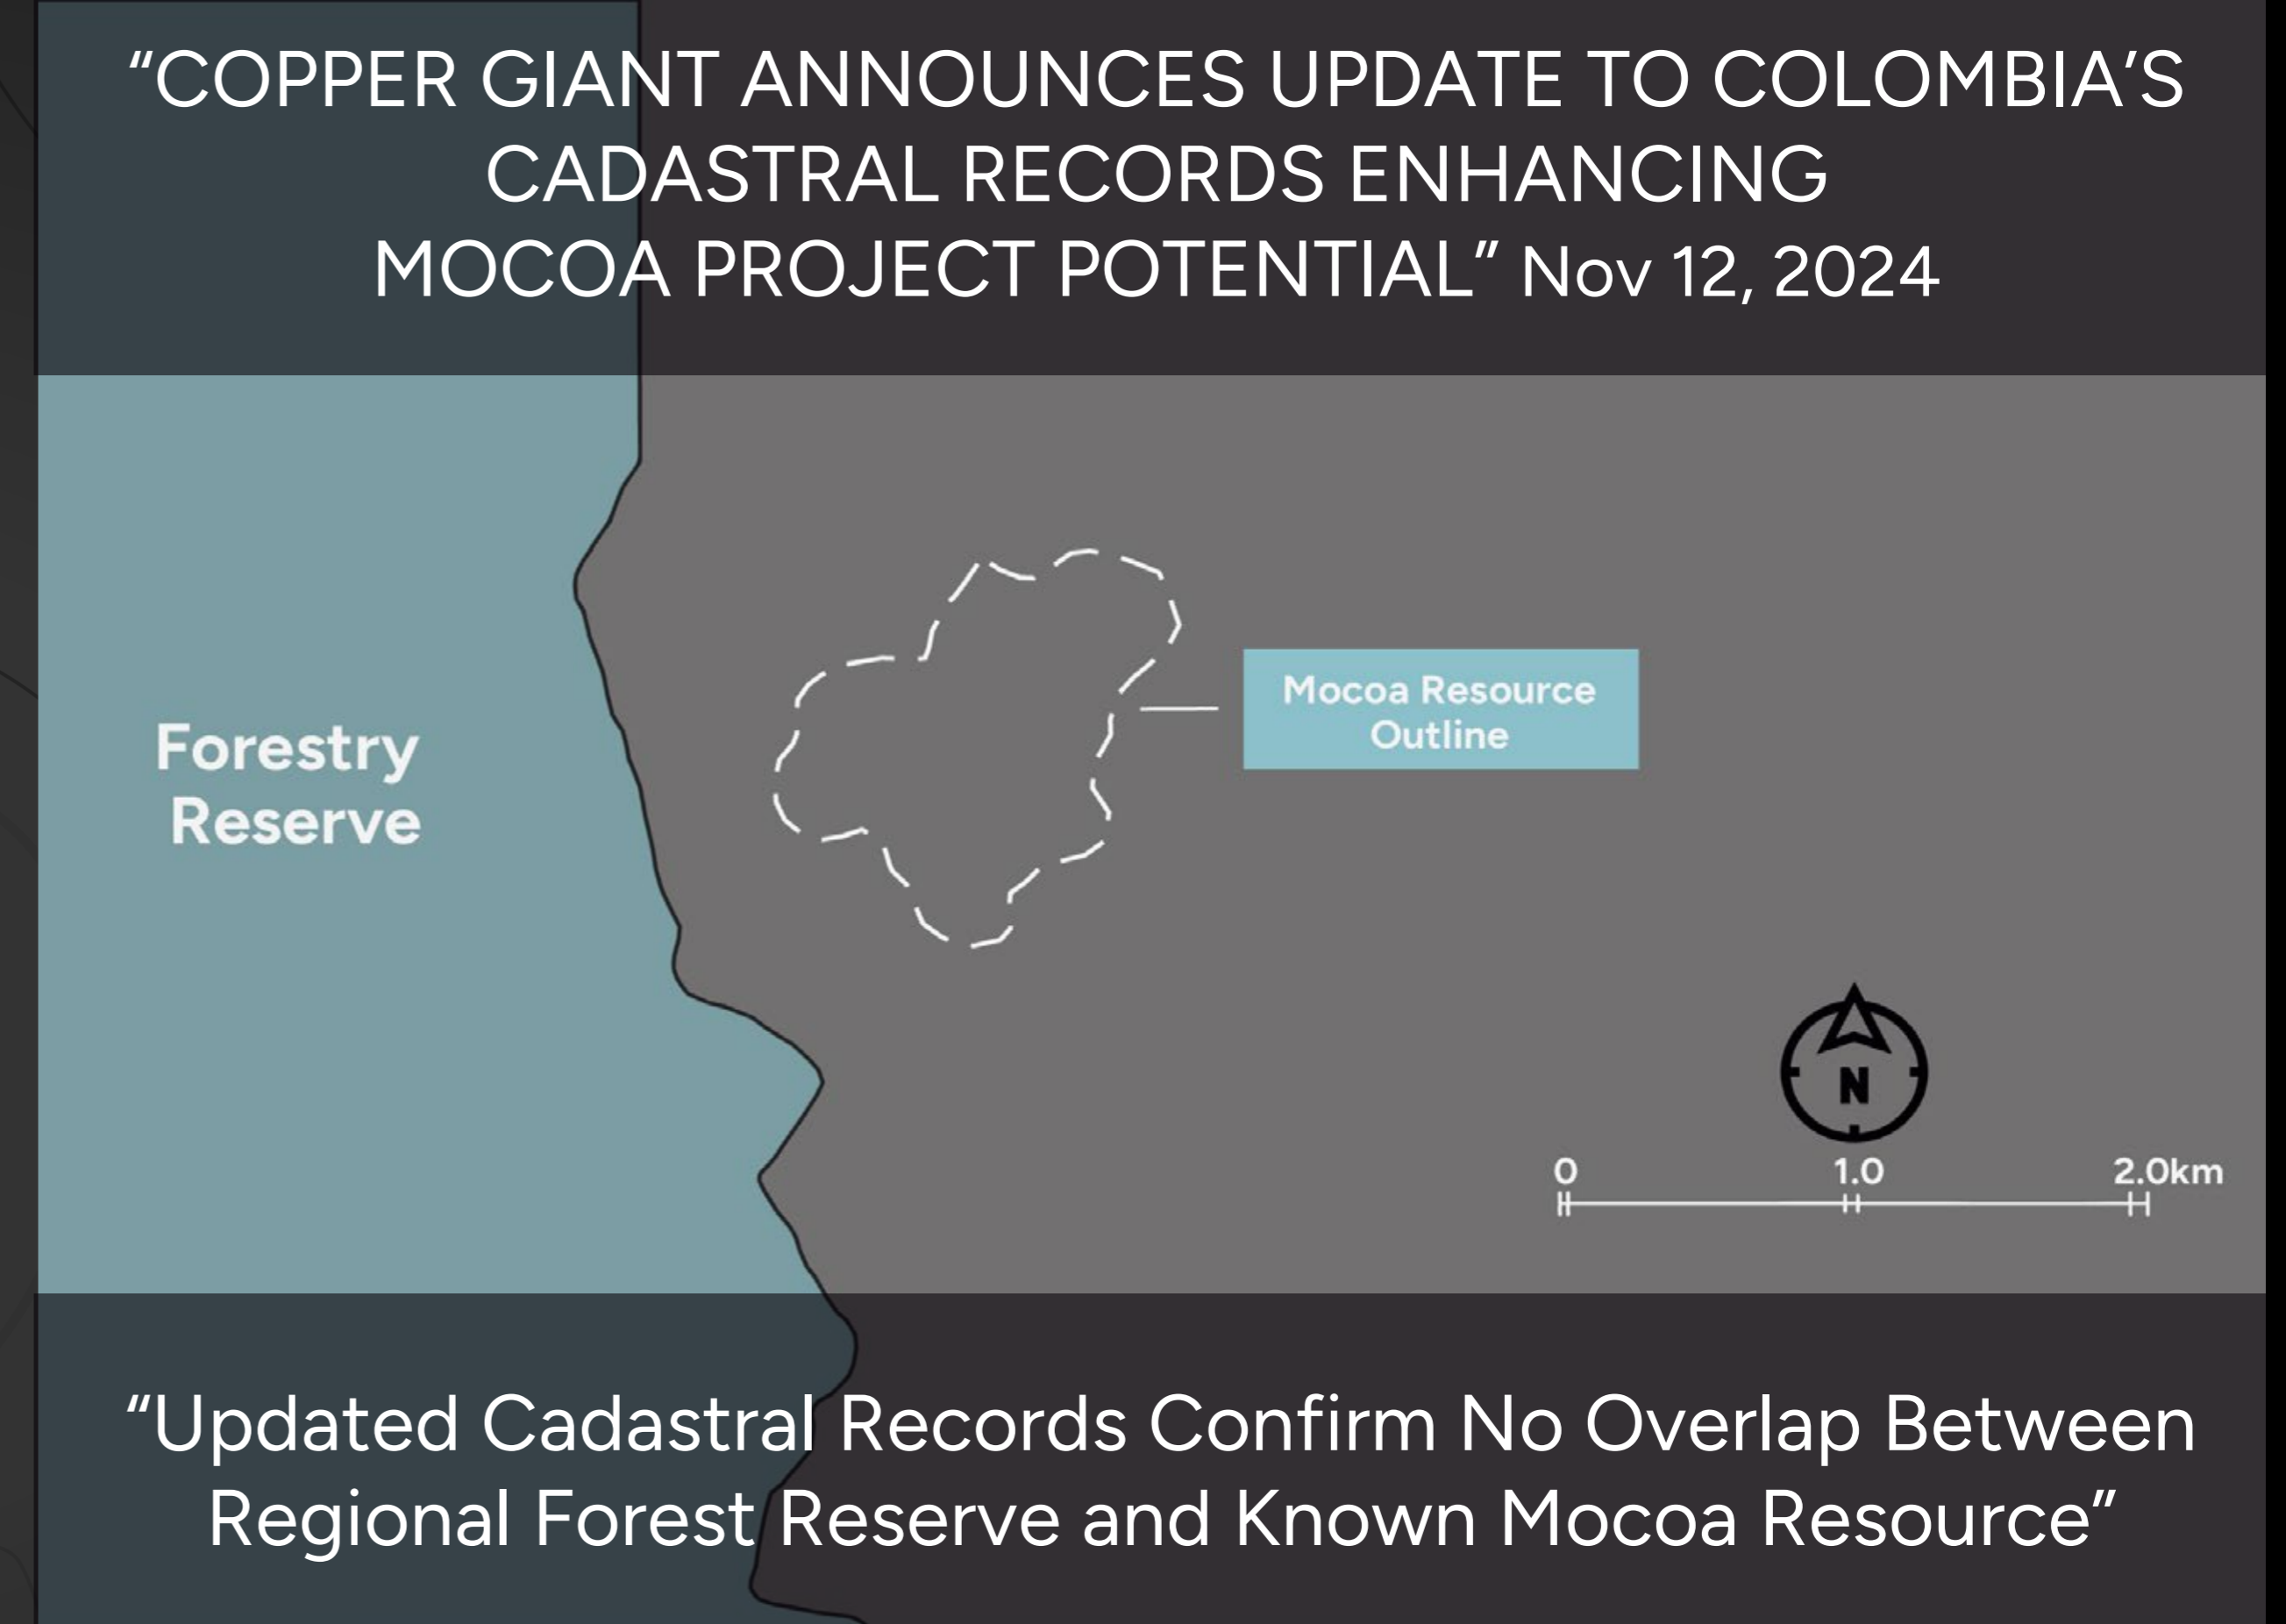 “COPPER GIANT ANNOUNCES UPDATE TO COLOMBIA’S
CADASTRAL RECORDS ENHANCING
MOCOA PROJECT POTENTIAL” Nov 12, 2024
Forestry
Reserve
Mocoa Resource
Outline
N
0 1.0 2.0km
“Updated Cadastral Records Confirm No Overlap Between
Regional Forest Reserve and Known Mocoa Resource”